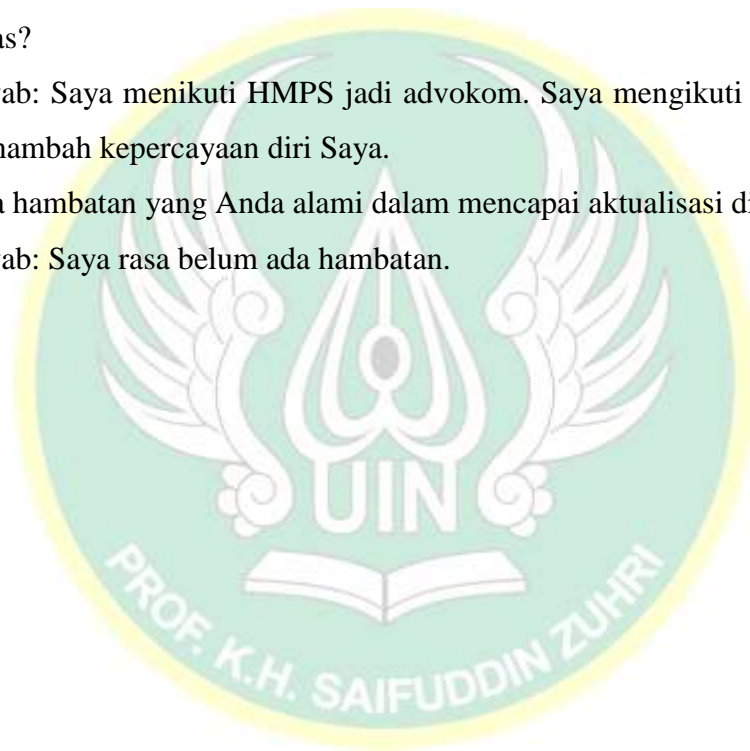 as?
ab: Saya menikuti HMPS jadi advokom. Saya mengikuti
nambah kepercayaan diri Saya.
a hambatan yang Anda alami dalam mencapai aktualisasi di
ab: Saya rasa belum ada hambatan.
UIN
PROF. K.H. SAIFUDDIN ZUHRI